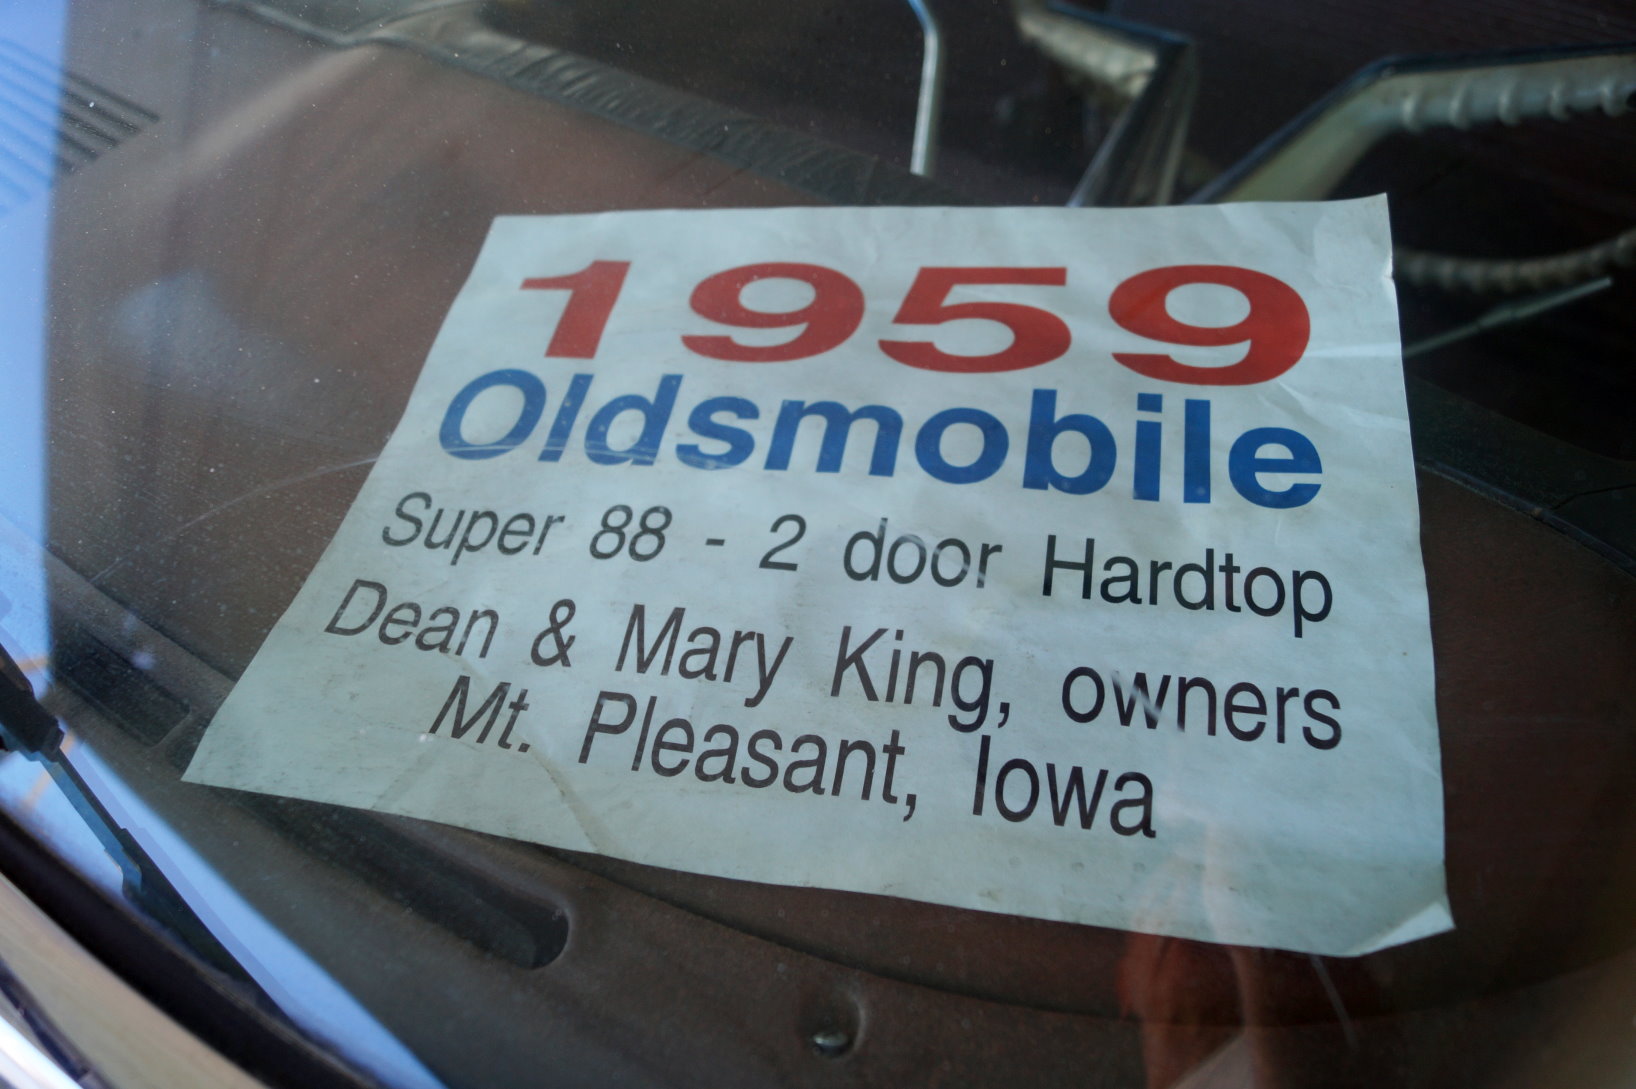 1959
Oldsmobile
Super 88 - 2 door Hardtop
Dean & Mary King, owners
Mt. Pleasant, Iowa